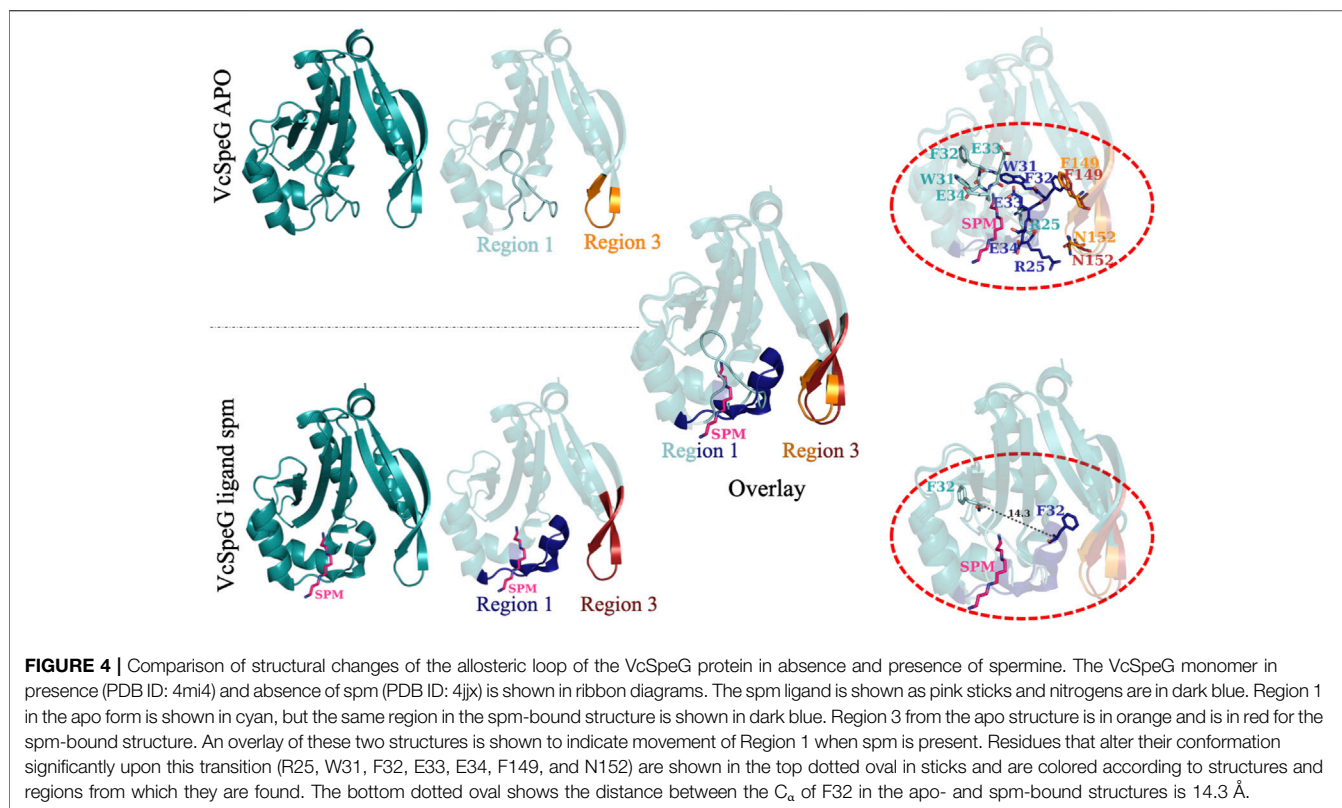 VcSpeG APO
Region 1
Region 3
F32
E33
W31
E34
W31
F32
F149
F149
E33
SPM
R25
E34
R25
N152
N152
SPM
Region 1
Region 3
Overlay
VcSpeG ligand spm
SPM
SPM
Region 1
Region 3
F32
14.3
F32
SPM
FIGURE 4 | Comparison of structural changes of the allosteric loop of the VcSpeG protein in absence and presence of spermine. The VcSpeG monomer in
presence (PDB ID: 4mi4) and absence of spm (PDB ID: 4jjx) is shown in ribbon diagrams. The spm ligand is shown as pink sticks and nitrogens are in dark blue. Region 1
in the apo form is shown in cyan, but the same region in the spm-bound structure is shown in dark blue. Region 3 from the apo structure is in orange and is in red for the
spm-bound structure. An overlay of these two structures is shown to indicate movement of Region 1 when spm is present. Residues that alter their conformation
significantly upon this transition (R25, W31, F32, E33, E34, F149, and N152) are shown in the top dotted oval in sticks and are colored according to structures and
regions from which they are found. The bottom dotted oval shows the distance between the Cα of F32 in the apo- and spm-bound structures is 14.3 Å.